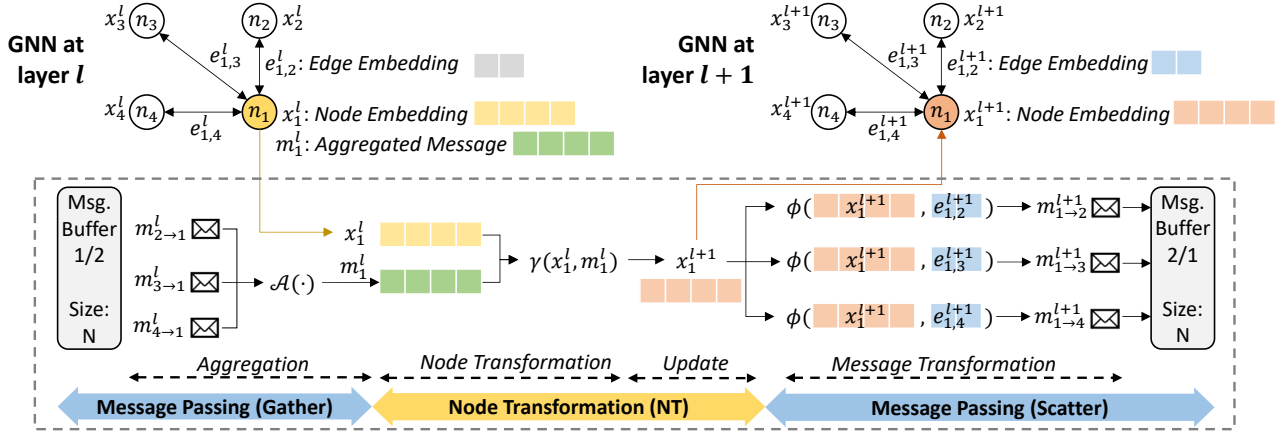 GNN at
layer l
x_3^l n_3
n_2 x_2^l
e_{1,3}^l
e_{1,2}^l: Edge Embedding
x_4^l n_4
e_{1,4}^l
n_1 x_1^l: Node Embedding
m_1^l: Aggregated Message
GNN at
layer l + 1
x_3^{l+1} n_3
n_2 x_2^{l+1}
e_{1,3}^{l+1}
e_{1,2}^{l+1}: Edge Embedding
x_4^{l+1} n_4
e_{1,4}^{l+1}
n_1 x_1^{l+1}: Node Embedding
Msg.
Buffer
1/2
Size:
N
m_{2→1}^l
m_{3→1}^l
m_{4→1}^l
𝒜(·)
x_1^l
m_1^l
γ(x_1^l, m_1^l)
x_1^{l+1}
ϕ( x_1^{l+1} , e_{1,2}^{l+1} ) m_{1→2}^{l+1}
ϕ( x_1^{l+1} , e_{1,3}^{l+1} ) m_{1→3}^{l+1}
ϕ( x_1^{l+1} , e_{1,4}^{l+1} ) m_{1→4}^{l+1}
Msg.
Buffer
2/1
Size:
N
Aggregation
Node Transformation
Update
Message Transformation
Message Passing (Gather)
Node Transformation (NT)
Message Passing (Scatter)